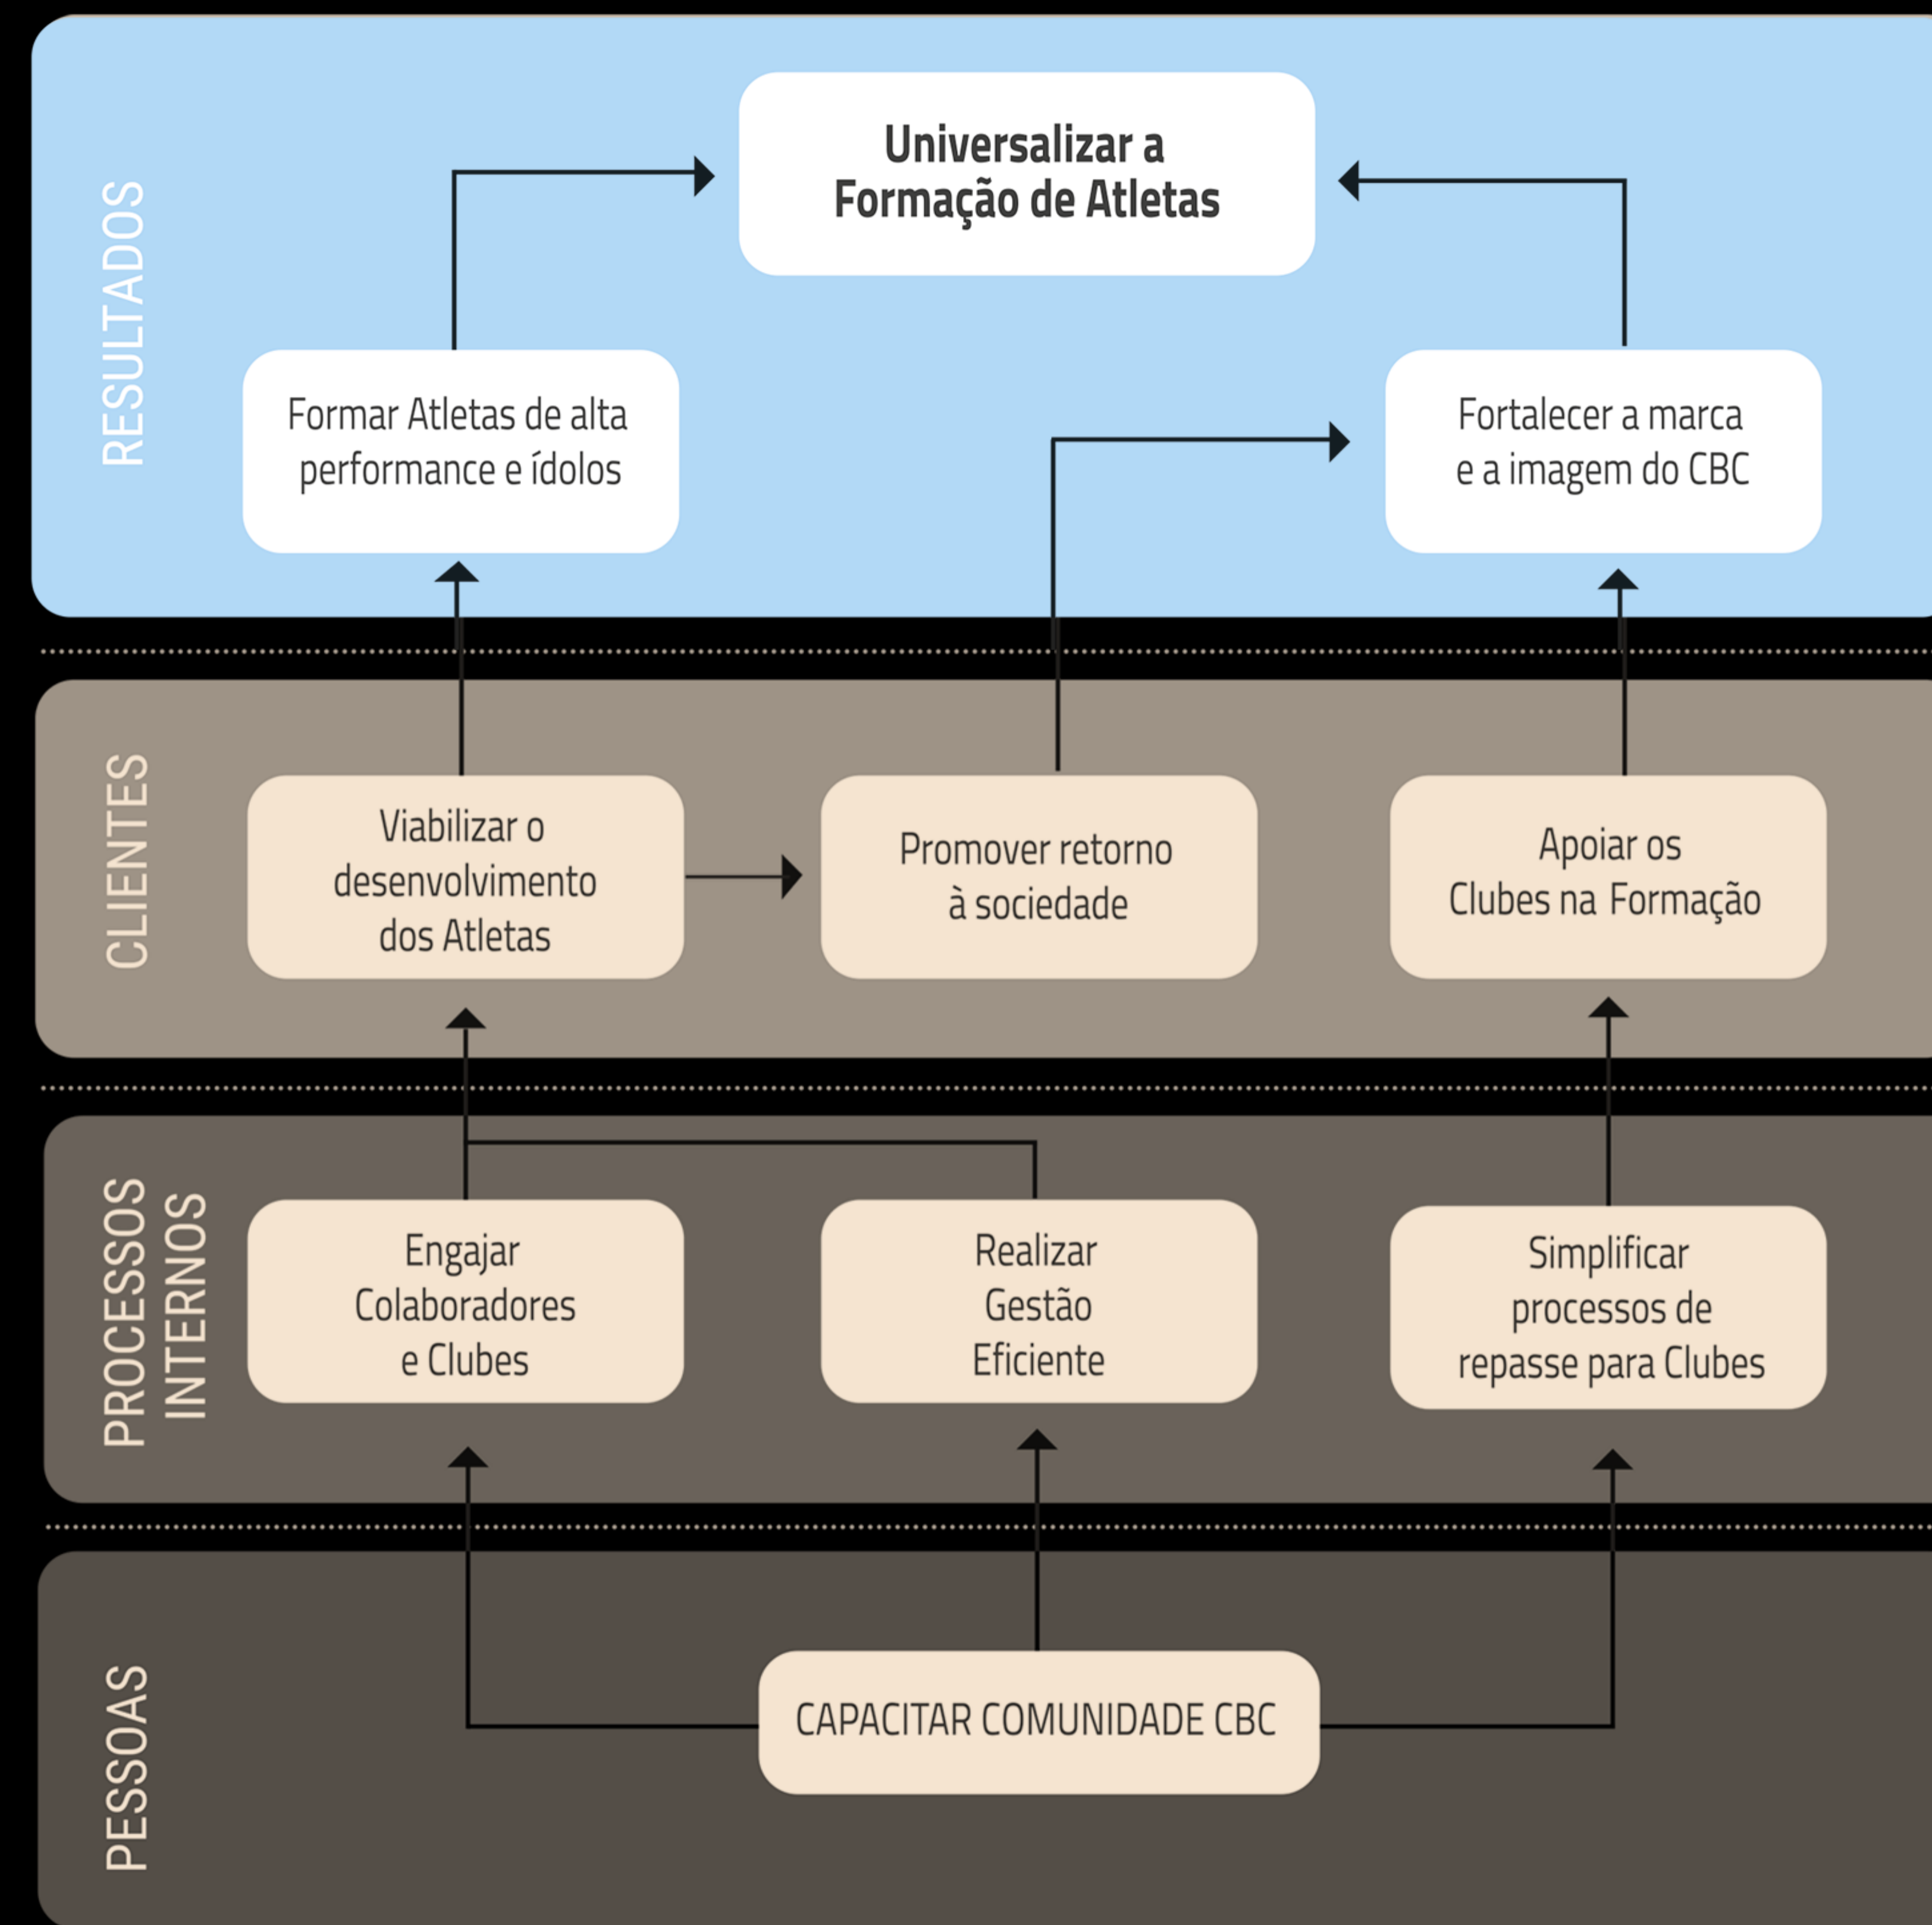 RESULTADOS
Universalizar a
Formação de Atletas
Formar Atletas de alta
performance e ídolos
Fortalecer a marca
e a imagem do CBC
CLIENTES
Viabilizar o
desenvolvimento
dos Atletas
Promover retorno
à sociedade
Apoiar os
Clubes na Formação
PROCESSOS
INTERNOS
Engajar
Colaboradores
e Clubes
Realizar
Gestão
Eficiente
Simplificar
processos de
repasse para Clubes
PESSOAS
CAPACITAR COMUNIDADE CBC